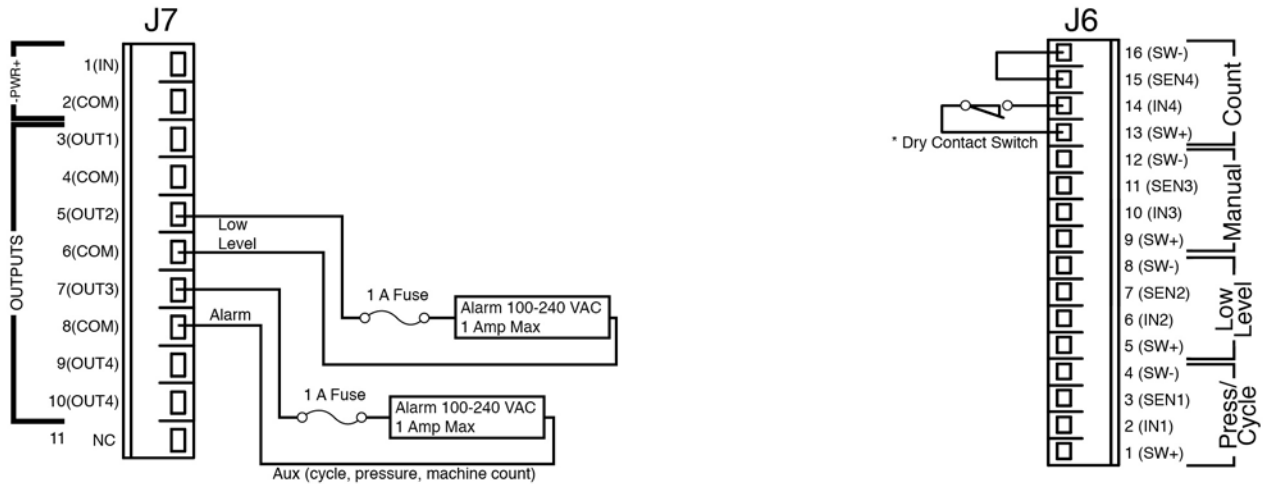 J7
-PWR+
OUTPUTS
1(IN)
2(COM)
3(OUT1)
4(COM)
5(OUT2)
6(COM)
7(OUT3)
8(COM)
9(OUT4)
10(OUT4)
11 NC
Low
Level
1 A Fuse
Alarm 100-240 VAC
1 Amp Max
Alarm
1 A Fuse
Alarm 100-240 VAC
1 Amp Max
Aux (cycle, pressure, machine count)
J6
* Dry Contact Switch
16 (SW-)
15 (SEN4)
14 (IN4)
13 (SW+)
Count
12 (SW-)
11 (SEN3)
10 (IN3)
9 (SW+)
Manual
8 (SW-)
7 (SEN2)
6 (IN2)
5 (SW+)
Low
Level
4 (SW-)
3 (SEN1)
2 (IN1)
1 (SW+)
Press/
Cycle